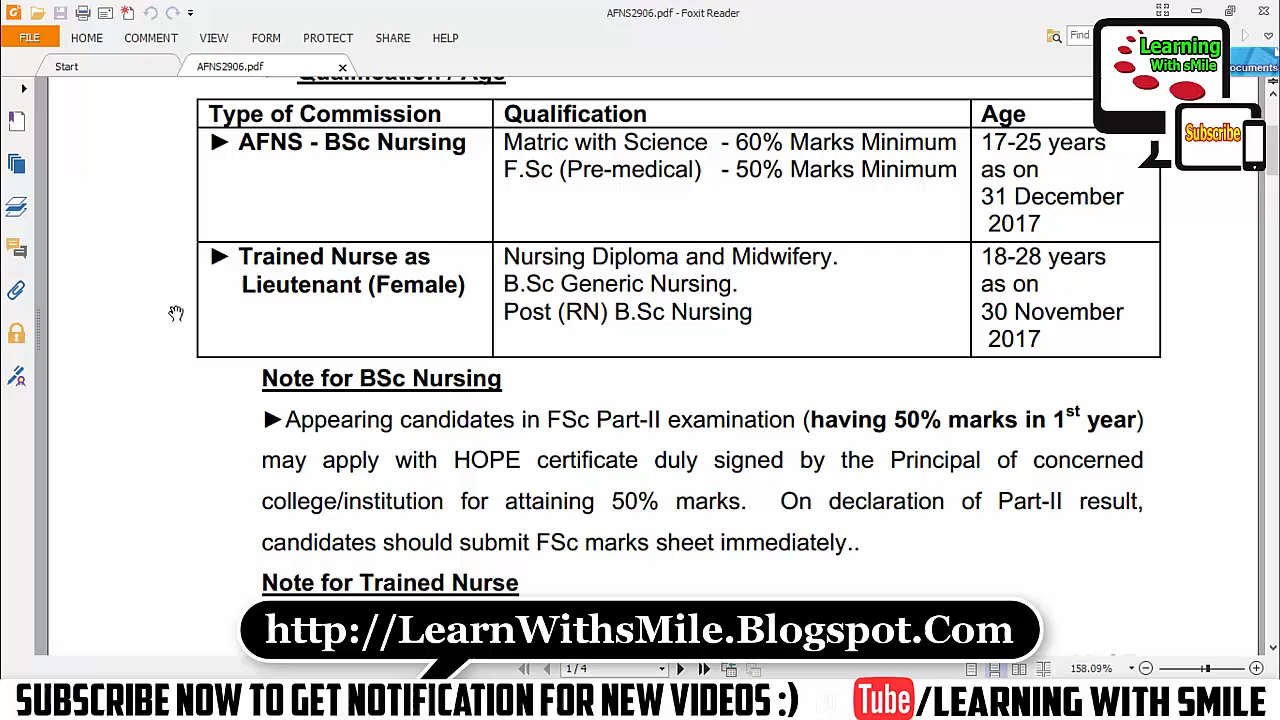 AFNS2906.pdf - Foxit Reader
FILE HOME COMMENT VIEW FORM PROTECT SHARE HELP
Find
Start AFNS2906.pdf
Learning
With sMile
ocuments
Subscribe
Qualification / Age
Type of Commission Qualification Age
► AFNS - BSc Nursing Matric with Science - 60% Marks Minimum 17-25 years
F.Sc (Pre-medical) - 50% Marks Minimum as on
31 December
2017
► Trained Nurse as Nursing Diploma and Midwifery. 18-28 years
Lieutenant (Female) B.Sc Generic Nursing. as on
Post (RN) B.Sc Nursing 30 November
2017
Note for BSc Nursing
►Appearing candidates in FSc Part-II examination (having 50% marks in 1st year)
may apply with HOPE certificate duly signed by the Principal of concerned
college/institution for attaining 50% marks. On declaration of Part-II result,
candidates should submit FSc marks sheet immediately..
Note for Trained Nurse
http://LearnWithsMile.Blogspot.Com
1 / 4 158.09%
SUBSCRIBE NOW TO GET NOTIFICATION FOR NEW VIDEOS :) Tube/LEARNING WITH SMILE